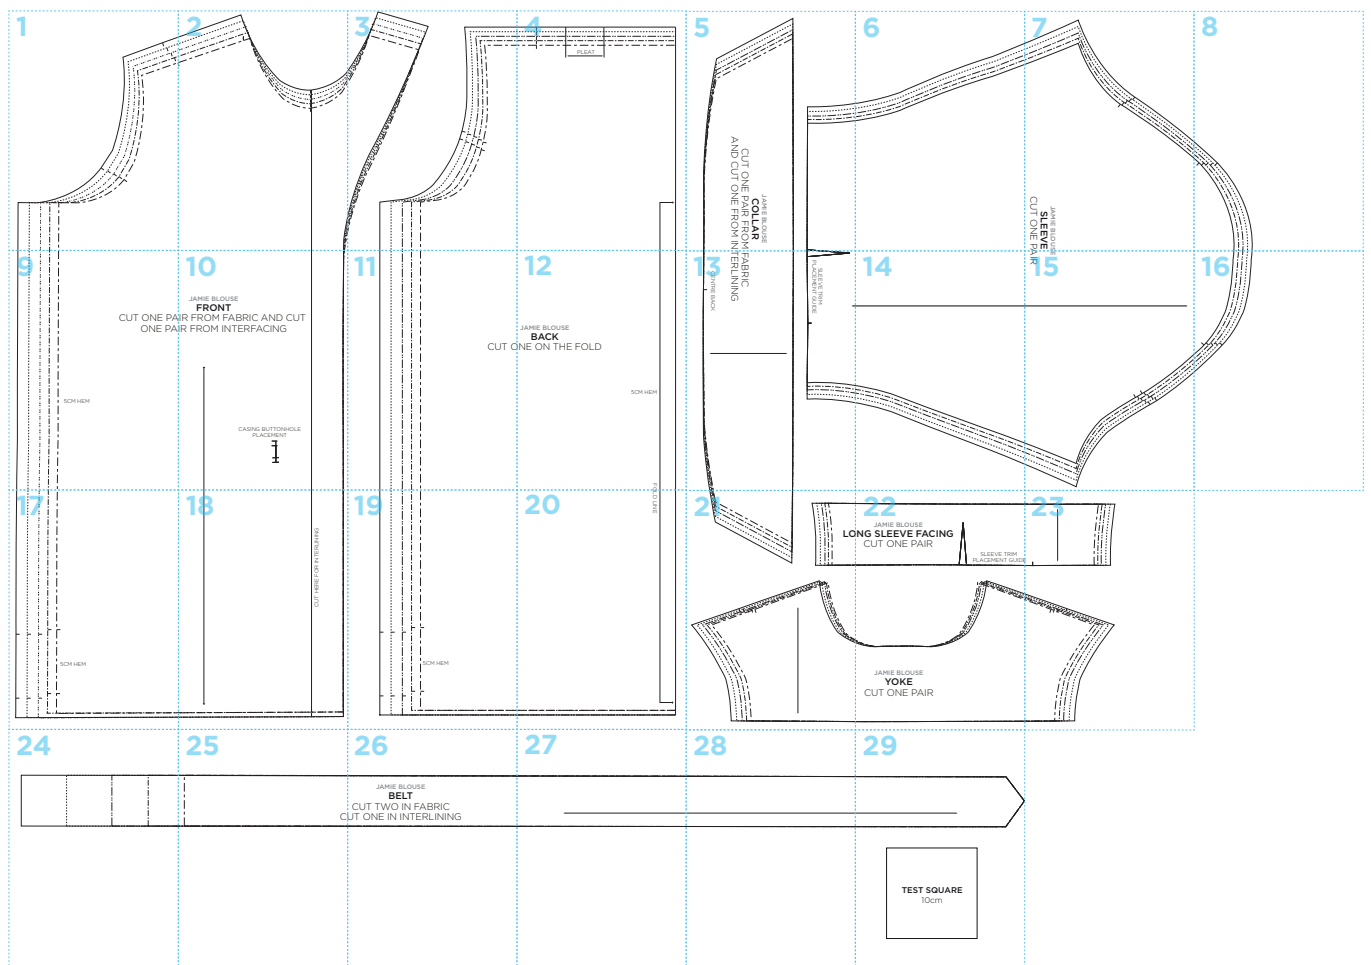 1
2
3
4
5
6
7
8
PLEAT
JAMIE BLOUSE
COLLAR
CUT ONE PAIR FROM FABRIC
AND CUT ONE FROM INTERLINING
CENTRE BACK
JAMIE BLOUSE
SLEEVE
CUT ONE PAIR
SLEEVE TRIM
PLACEMENT GUIDE
9
10
11
12
13
14
15
16
JAMIE BLOUSE
FRONT
CUT ONE PAIR FROM FABRIC AND CUT
ONE PAIR FROM INTERFACING
JAMIE BLOUSE
BACK
CUT ONE ON THE FOLD
5CM HEM
5CM HEM
CASING BUTTONHOLE
PLACEMENT
FOLD LINE
17
18
19
20
21
22
23
CUT HERE FOR INTERLINING
JAMIE BLOUSE
LONG SLEEVE FACING
CUT ONE PAIR
SLEEVE TRIM
PLACEMENT GUIDE
5CM HEM
5CM HEM
JAMIE BLOUSE
YOKE
CUT ONE PAIR
24
25
26
27
28
29
JAMIE BLOUSE
BELT
CUT TWO IN FABRIC
CUT ONE IN INTERLINING
TEST SQUARE
10cm